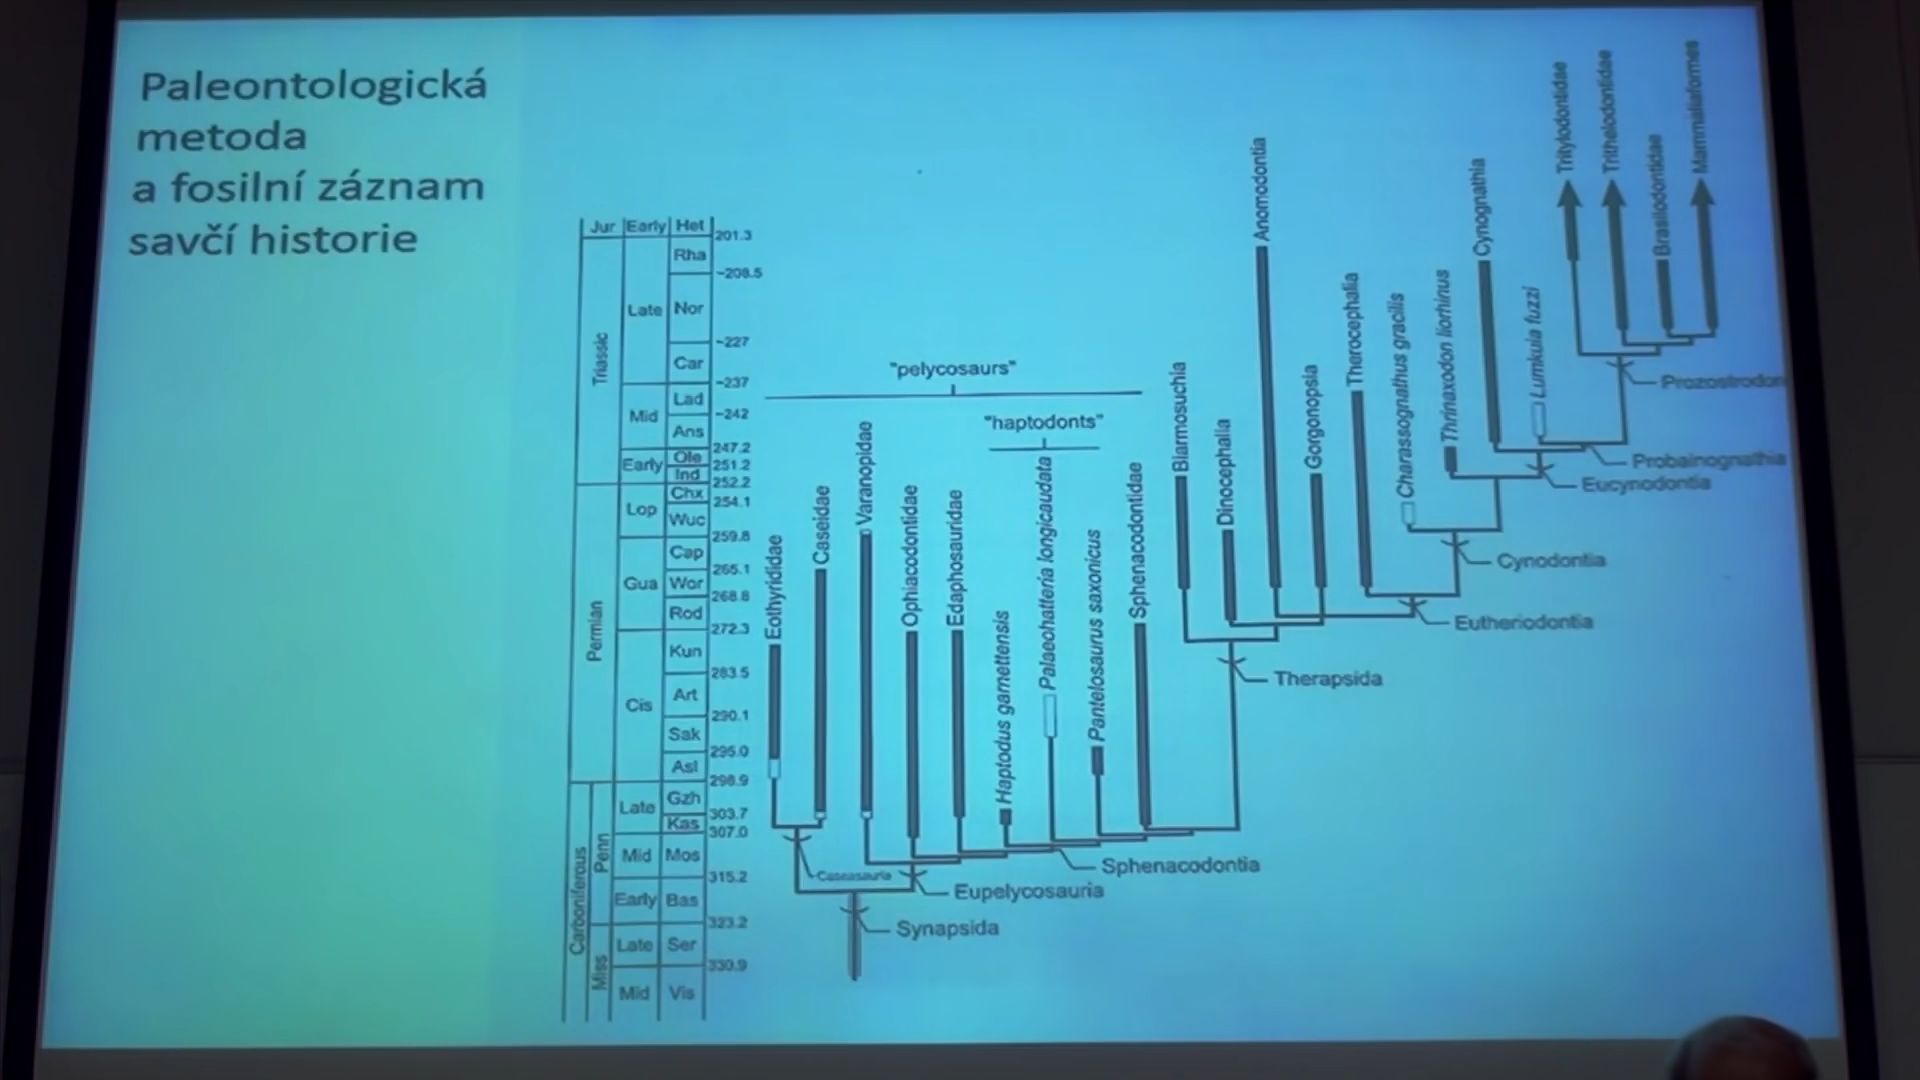 Paleontologická
metoda
a fosilní záznam
savčí historie
Jur Early Het
201.3
Rha
~208.5
Late Nor
~227
Triassic
Car
~237
Lad
Mid
~242
Ans
247.2
Early
Ole
251.2
Ind
252.2
Chx
254.1
Lop
Wuc
259.8
Cap
265.1
Gua
Wor
268.8
Rod
272.3
Permian
Kun
283.5
Cis
Art
290.1
Sak
295.0
Asl
298.9
Gzh
Late
303.7
Kas
307.0
Carboniferous
Penn
Mid Mos
315.2
Early Bas
323.2
Miss
Late Ser
330.9
Mid Vis
"pelycosaurs"
"haptodonts"
Eothyrididae
Caseidae
Varanopidae
Ophiacodontidae
Edaphosauridae
Haptodus garnettensis
Palaeohatteria longicaudata
Pantelosaurus saxonicus
Sphenacodontidae
Biarmosuchia
Dinocephalia
Anomodontia
Gorgonopsia
Therocephalia
Charassognathus gracilis
Thrinaxodon liorhinus
Cynognathia
Lumkuia fuzzi
Tritylodontidae
Trithelodontidae
Brasilodontidae
Mammaliaformes
Prozostrodon
Probainognathia
Eucynodontia
Cynodontia
Eutheriodontia
Therapsida
Sphenacodontia
Caseasauria
Eupelycosauria
Synapsida